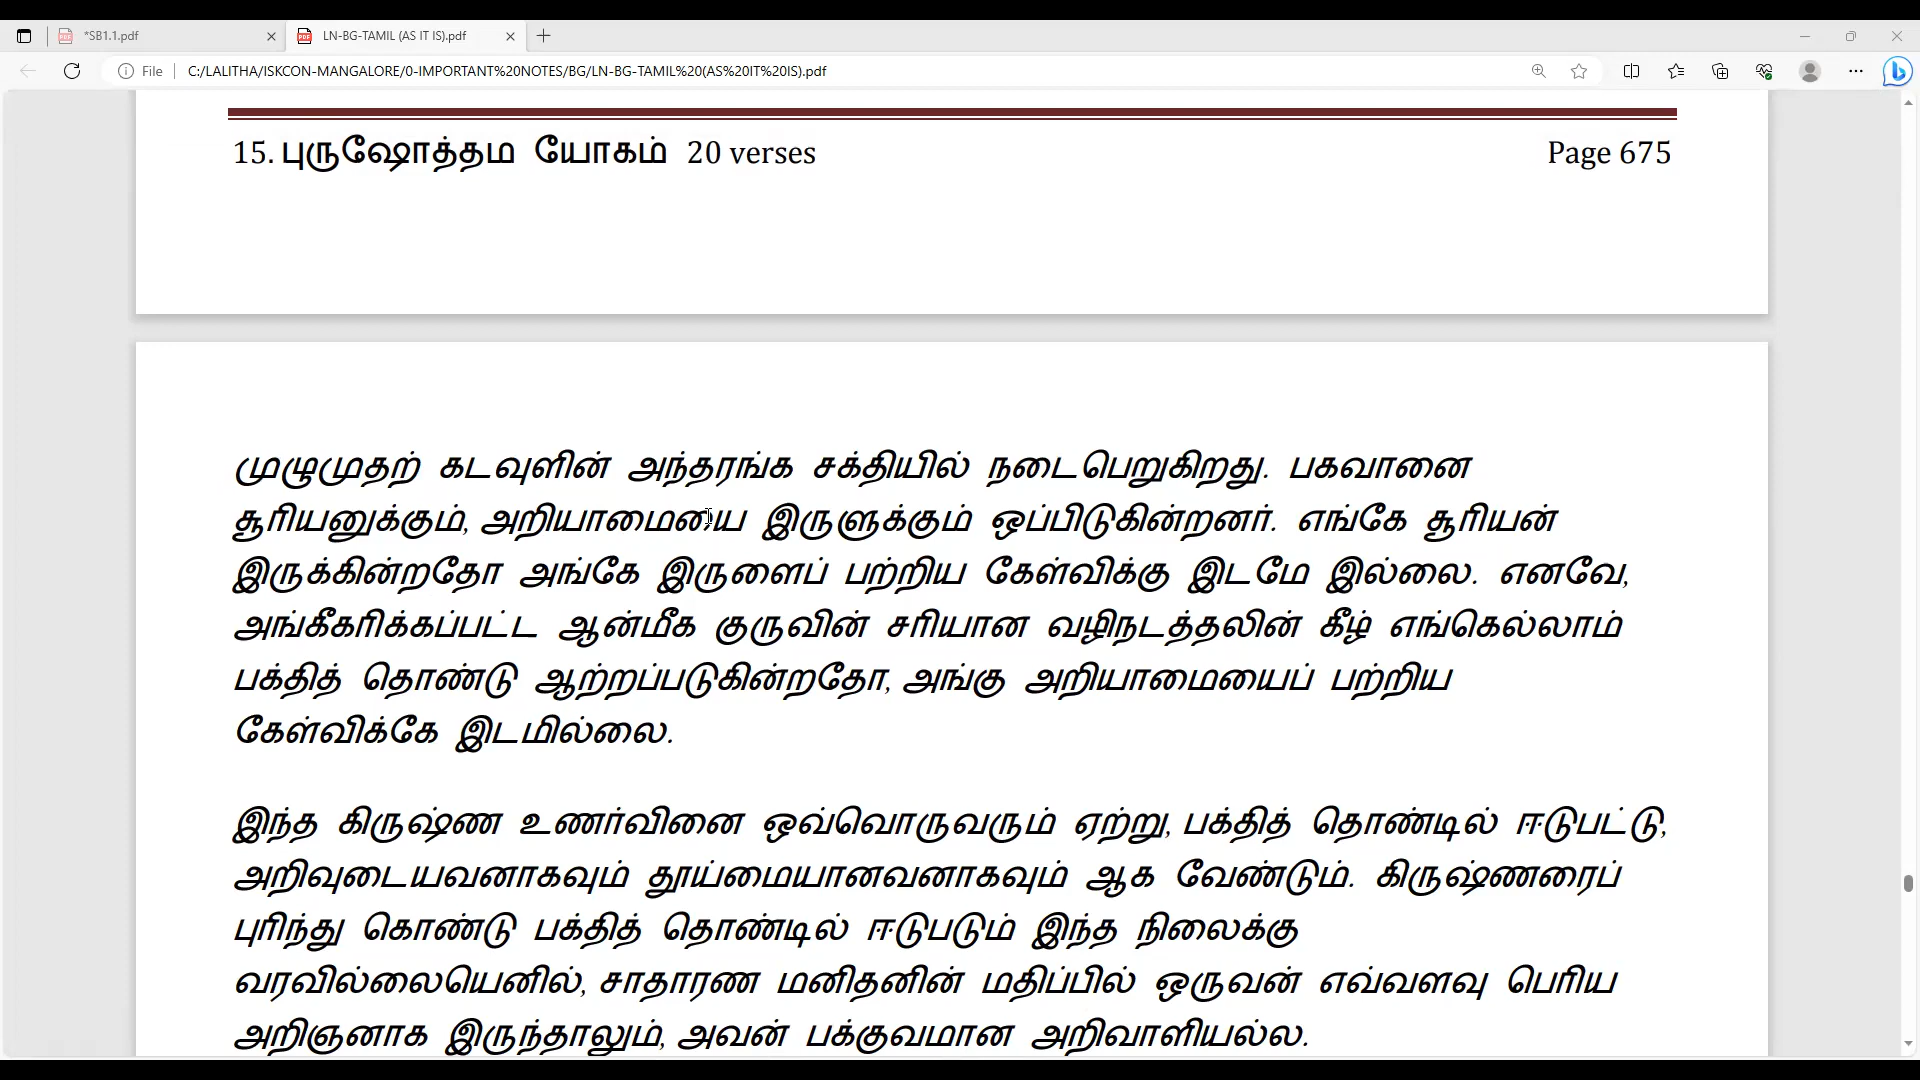 *SB1.1.pdf
LN-BG-TAMIL (AS IT IS).pdf
File
C:/LALITHA/ISKCON-MANGALORE/0-IMPORTANT%20NOTES/BG/LN-BG-TAMIL%20(AS%20IT%20IS).pdf
15. புருஷோத்தம யோகம் 20 verses Page 675
முழுமுதற் கடவுளின் அந்தரங்க சக்தியில் நடைபெறுகிறது. பகவானை
சூரியனுக்கும், அறியாமையை இருளுக்கும் ஒப்பிடுகின்றனர். எங்கே சூரியன்
இருக்கின்றதோ அங்கே இருளைப் பற்றிய கேள்விக்கு இடமே இல்லை. எனவே,
அங்கீகரிக்கப்பட்ட ஆன்மீக குருவின் சரியான வழிநடத்தலின் கீழ் எங்கெல்லாம்
பக்தித் தொண்டு ஆற்றப்படுகின்றதோ, அங்கு அறியாமையைப் பற்றிய
கேள்விக்கே இடமில்லை.
இந்த கிருஷ்ண உணர்வினை ஒவ்வொருவரும் ஏற்று, பக்தித் தொண்டில் ஈடுபட்டு,
அறிவுடையவனாகவும் தூய்மையானவனாகவும் ஆக வேண்டும். கிருஷ்ணரைப்
புரிந்து கொண்டு பக்தித் தொண்டில் ஈடுபடும் இந்த நிலைக்கு
வரவில்லையெனில், சாதாரண மனிதனின் மதிப்பில் ஒருவன் எவ்வளவு பெரிய
அறிஞனாக இருந்தாலும், அவன் பக்குவமான அறிவாளியல்ல.